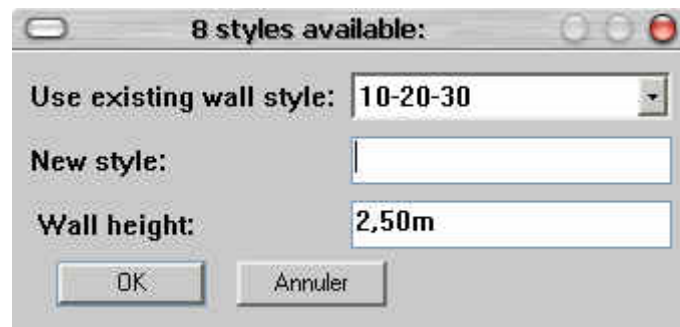 8 styles available:
Use existing wall style: 10-20-30
New style:
Wall height: 2,50m
OK Annuler